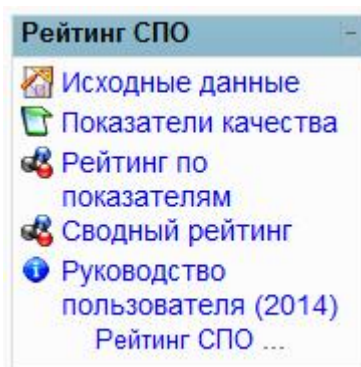 Рейтинг СПО
Исходные данные
Показатели качества
Рейтинг по
показателям
Сводный рейтинг
Руководство
пользователя (2014)
Рейтинг СПО ...